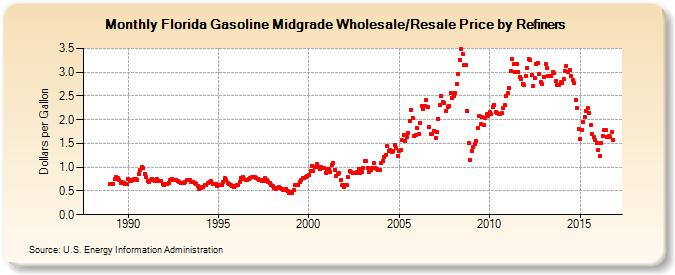 Monthly Florida Gasoline Midgrade Wholesale/Resale Price by Refiners
Dollars per Gallon
3.5
3.0
2.5
2.0
1.5
1.0
0.5
0.0
1990 1995 2000 2005 2010 2015
Source: U.S. Energy Information Administration